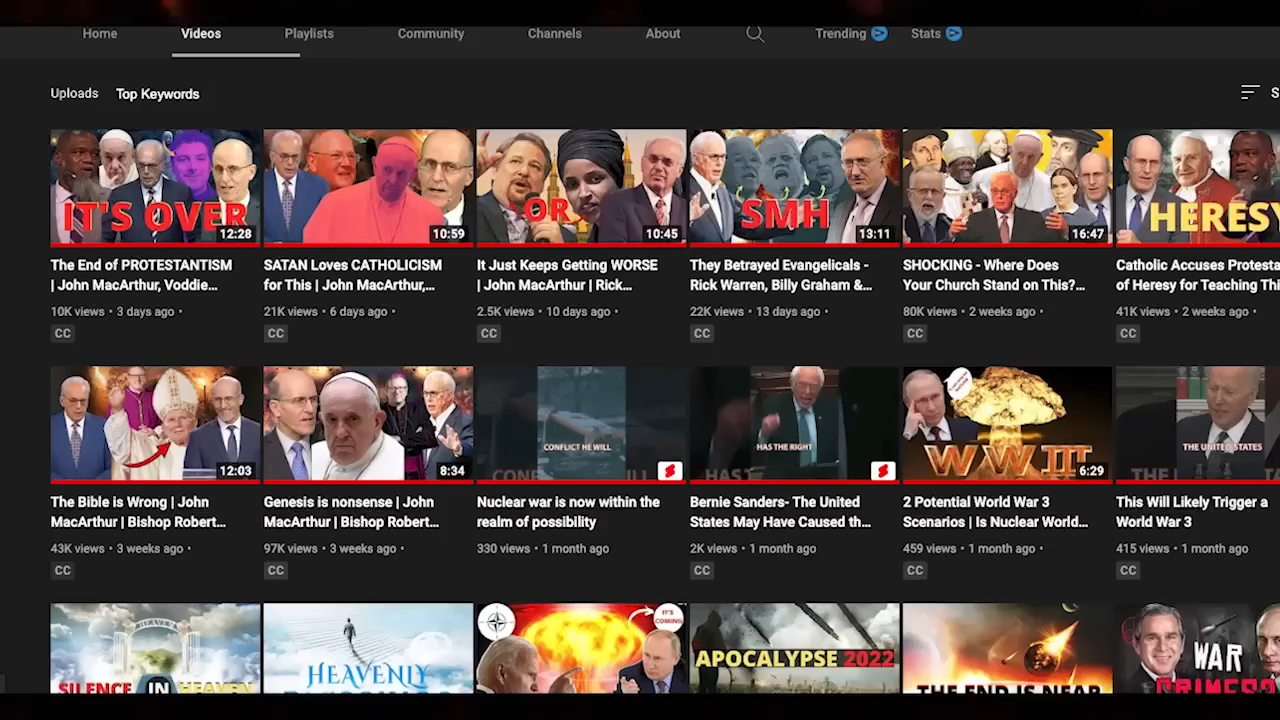 Home Videos Playlists Community Channels About Trending Stats
Uploads Top Keywords S
IT'S OVER OR SMH HERESY
12:28 10:59 10:45 13:11 16:47
The End of PROTESTANTISM
| John MacArthur, Voddie...
10K views • 3 days ago •
CC
SATAN Loves CATHOLICISM
for This | John MacArthur,...
21K views • 6 days ago •
CC
It Just Keeps Getting WORSE
| John MacArthur | Rick...
2.5K views • 10 days ago •
CC
They Betrayed Evangelicals -
Rick Warren, Billy Graham &...
22K views • 13 days ago •
CC
SHOCKING - Where Does
Your Church Stand on This?...
80K views • 2 weeks ago •
CC
Catholic Accuses Protesta
of Heresy for Teaching Thi
41K views • 2 weeks ago •
CC
CONFLICT HE WILL HAS THE RIGHT THE UNITED STATES
WW III
12:03 8:34 6:29
The Bible is Wrong | John
MacArthur | Bishop Robert...
43K views • 3 weeks ago •
CC
Genesis is nonsense | John
MacArthur | Bishop Robert...
97K views • 3 weeks ago •
CC
Nuclear war is now within the
realm of possibility
330 views • 1 month ago
Bernie Sanders- The United
States May Have Caused th...
2K views • 1 month ago
CC
2 Potential World War 3
Scenarios | Is Nuclear World...
459 views • 1 month ago •
CC
This Will Likely Trigger a
World War 3
415 views • 1 month ago •
CC
HEAVEN
SILENCE IN HEAVEN
HEAVENLY
IT'S COMING
APOCALYPSE 2022
THE END IS NEAR
WAR
CRIMES?